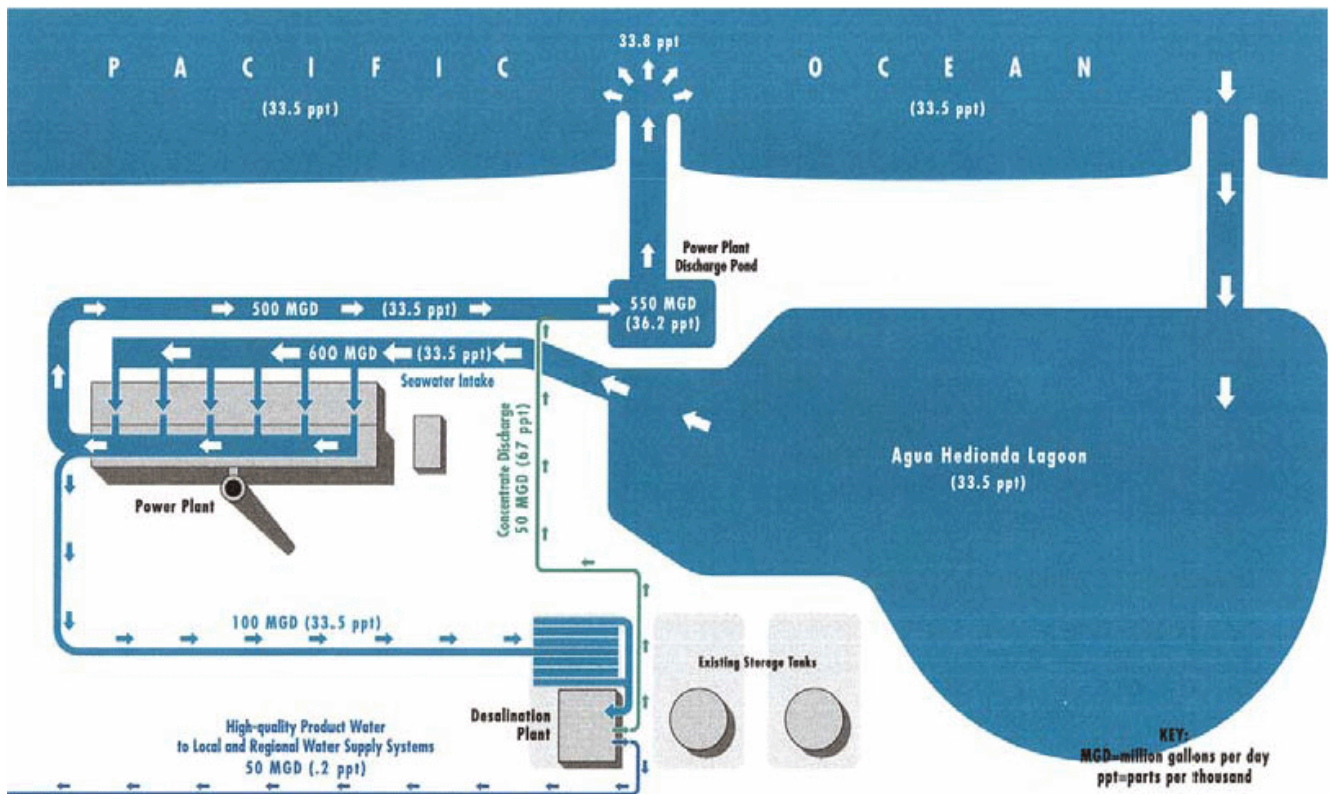 33.8 ppt
PACIFIC OCEAN
(33.5 ppt)
(33.5 ppt)
Power Plant
Discharge Pond
500 MGD (33.5 ppt)
550 MGD
(36.2 ppt)
600 MGD (33.5 ppt)
Seawater Intake
Concentrate Discharge
50 MGD (67 ppt)
Agua Hedionda Lagoon
(33.5 ppt)
Power Plant
100 MGD (33.5 ppt)
Existing Storage Tanks
Desalination
Plant
High-quality Product Water
to Local and Regional Water Supply Systems
50 MGD (.2 ppt)
KEY:
MGD=million gallons per day
ppt=parts per thousand